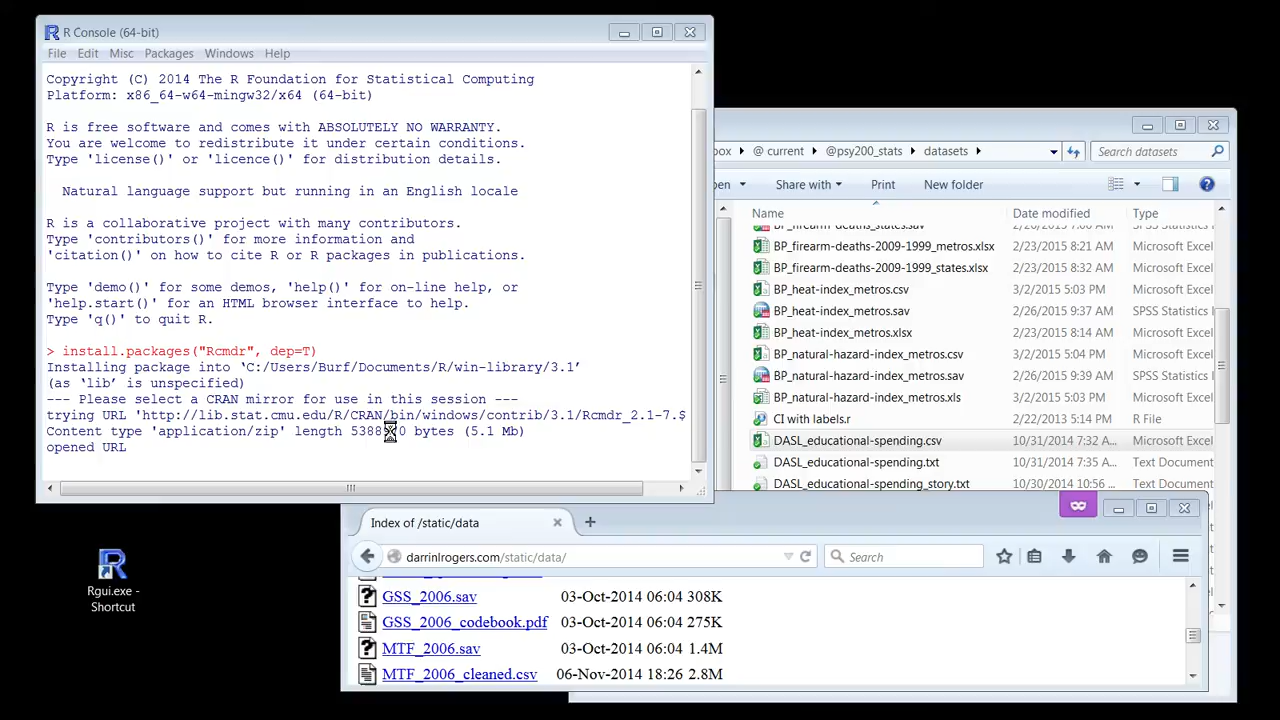 R Console (64-bit)
File Edit Misc Packages Windows Help
Copyright (C) 2014 The R Foundation for Statistical Computing
Platform: x86_64-w64-mingw32/x64 (64-bit)
R is free software and comes with ABSOLUTELY NO WARRANTY.
You are welcome to redistribute it under certain conditions.
Type 'license()' or 'licence()' for distribution details.
Natural language support but running in an English locale
R is a collaborative project with many contributors.
Type 'contributors()' for more information and
'citation()' on how to cite R or R packages in publications.
Type 'demo()' for some demos, 'help()' for on-line help, or
'help.start()' for an HTML browser interface to help.
Type 'q()' to quit R.
> install.packages("Rcmdr", dep=T)
Installing package into ‘C:/Users/Burf/Documents/R/win-library/3.1’
(as ‘lib’ is unspecified)
--- Please select a CRAN mirror for use in this session ---
trying URL 'http://lib.stat.cmu.edu/R/CRAN/bin/windows/contrib/3.1/Rcmdr_2.1-7.$
Content type 'application/zip' length bytes (5.1 Mb)
opened URL
box @ current @psy200_stats datasets Search datasets
pen Share with Print New folder
Name Date modified Type
BP_firearm-deaths-2009-1999_metros.xlsx 2/23/2015 8:21 AM Microsoft Excel
BP_firearm-deaths-2009-1999_states.xlsx 2/23/2015 8:32 AM Microsoft Excel
BP_heat-index_metros.csv 3/2/2015 5:03 PM Microsoft Excel
BP_heat-index_metros.sav 2/26/2015 9:37 AM SPSS Statistics
BP_heat-index_metros.xlsx 2/23/2015 8:14 AM Microsoft Excel
BP_natural-hazard-index_metros.csv 3/2/2015 5:04 PM Microsoft Excel
BP_natural-hazard-index_metros.sav 2/26/2015 9:39 AM SPSS Statistics
BP_natural-hazard-index_metros.xls 2/23/2015 8:14 AM Microsoft Excel
CI with labels.r 2/9/2015 6:02 PM R File
DASL_educational-spending.csv 10/31/2014 7:32 A... Microsoft Excel
DASL_educational-spending.txt 10/31/2014 7:35 A... Text Document
DASL_educational-spending_story.txt 10/30/2014 10:56 ... Text Document
Index of /static/data
darrinlrogers.com/static/data/ Search
GSS_2006.sav 03-Oct-2014 06:04 308K
GSS_2006_codebook.pdf 03-Oct-2014 06:04 275K
MTF_2006.sav 03-Oct-2014 06:04 1.4M
MTF_2006_cleaned.csv 06-Nov-2014 18:26 2.8M
Rgui.exe -
Shortcut